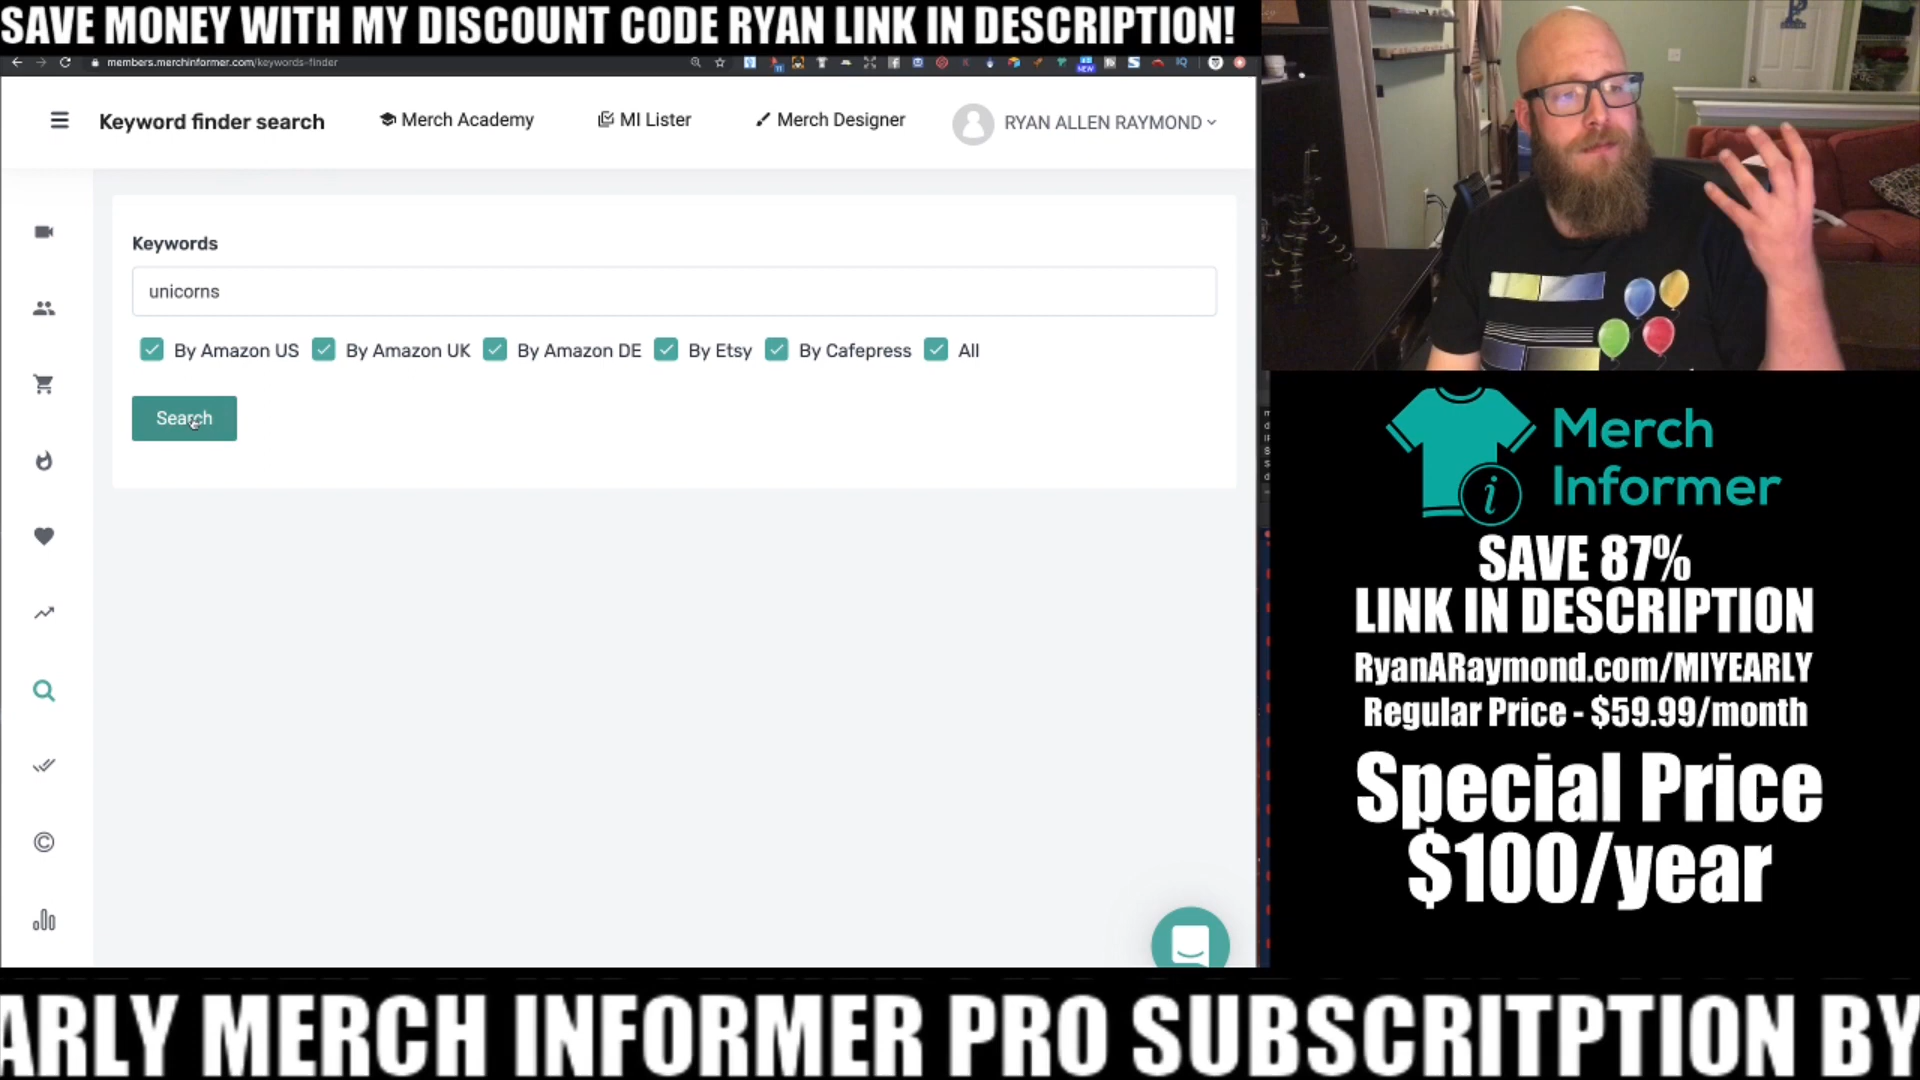 SAVE MONEY WITH MY DISCOUNT CODE RYAN LINK IN DESCRIPTION!
members.merchinformer.com/keywords-finder
NEW
Keyword finder search
Merch Academy
MI Lister
Merch Designer
RYAN ALLEN RAYMOND
Keywords
unicorns
By Amazon US
By Amazon UK
By Amazon DE
By Etsy
By Cafepress
All
Search
Merch
Informer
SAVE 87%
LINK IN DESCRIPTION
RyanARaymond.com/MIYEARLY
Regular Price - $59.99/month
Special Price
$100/year
ARLY MERCH INFORMER PRO SUBSCRITPTION BY